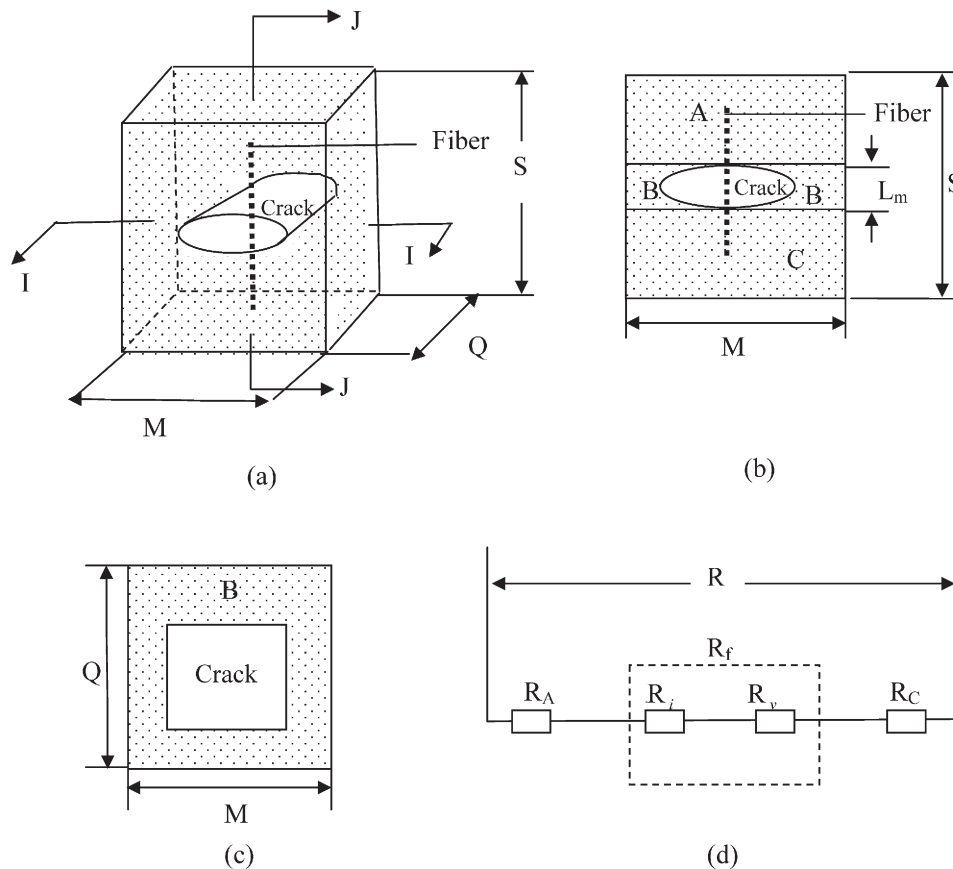 J
Fiber
S
Crack
I
I
Q
J
M
(a)
A
Fiber
B
Crack
B
L_m
S
C
M
(b)
B
Q
Crack
M
(c)
R
R_f
R_A
R_i
R_v
R_C
(d)